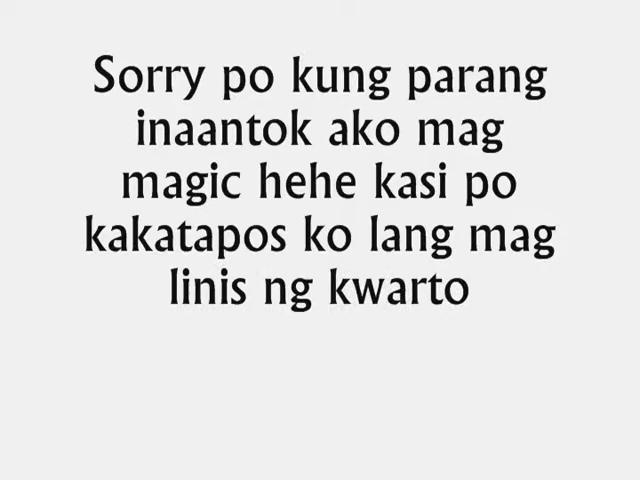 Sorry po kung parang
inaantok ako mag
magic hehe kasi po
kakatapos ko lang mag
linis ng kwarto